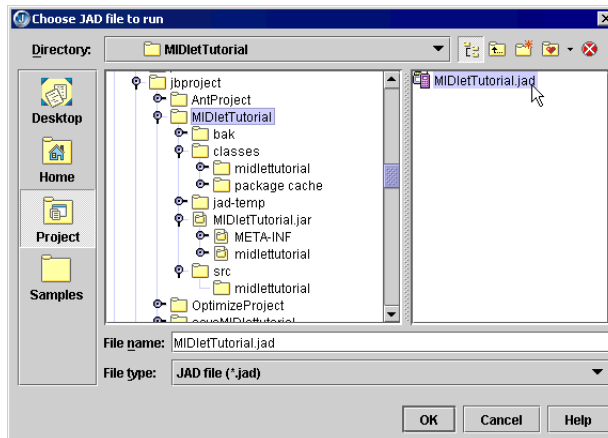 Choose JAD file to run
Directory: MIDletTutorial
Desktop
Home
Project
Samples
jbproject
AntProject
MIDletTutorial
bak
classes
midlettutorial
package cache
jad-temp
MIDletTutorial.jar
META-INF
midlettutorial
src
midlettutorial
OptimizeProject
MIDletTutorial.jad
File name: MIDletTutorial.jad
File type: JAD file (*.jad)
OK Cancel Help